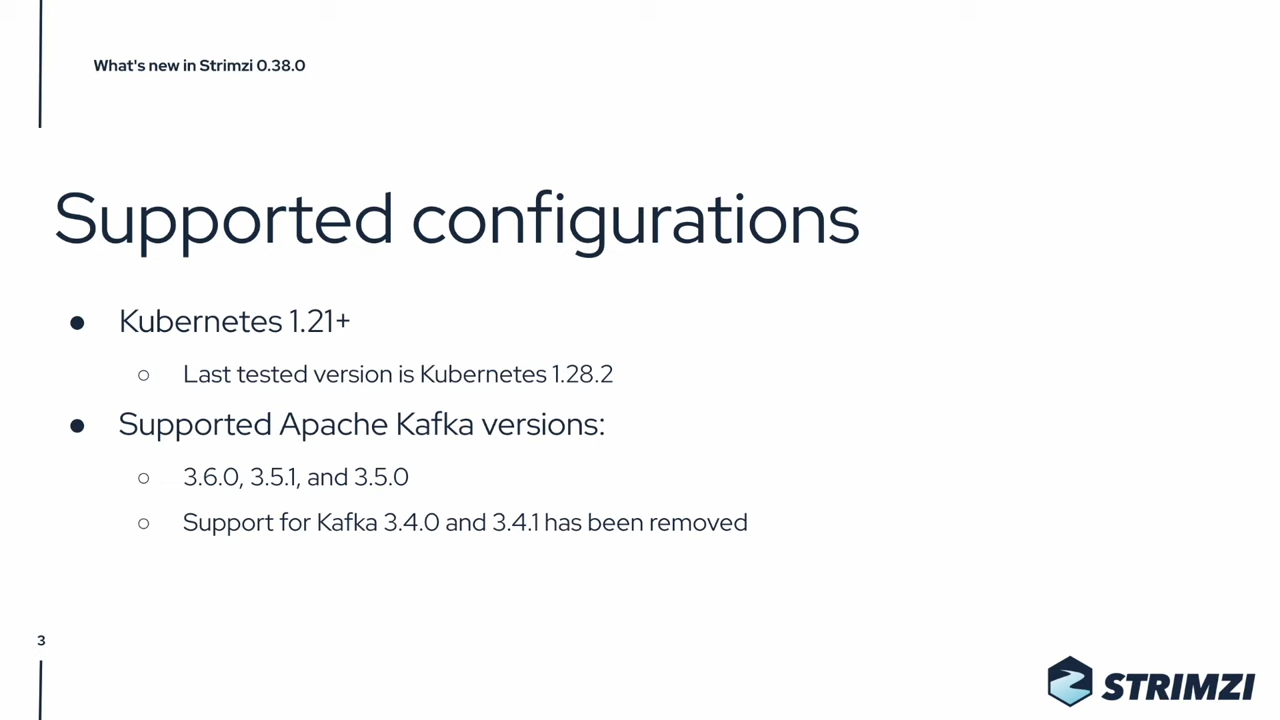 What's new in Strimzi 0.38.0
Supported configurations
● Kubernetes 1.21+
○ Last tested version is Kubernetes 1.28.2
● Supported Apache Kafka versions:
○ 3.6.0, 3.5.1, and 3.5.0
○ Support for Kafka 3.4.0 and 3.4.1 has been removed
3
STRIMZI